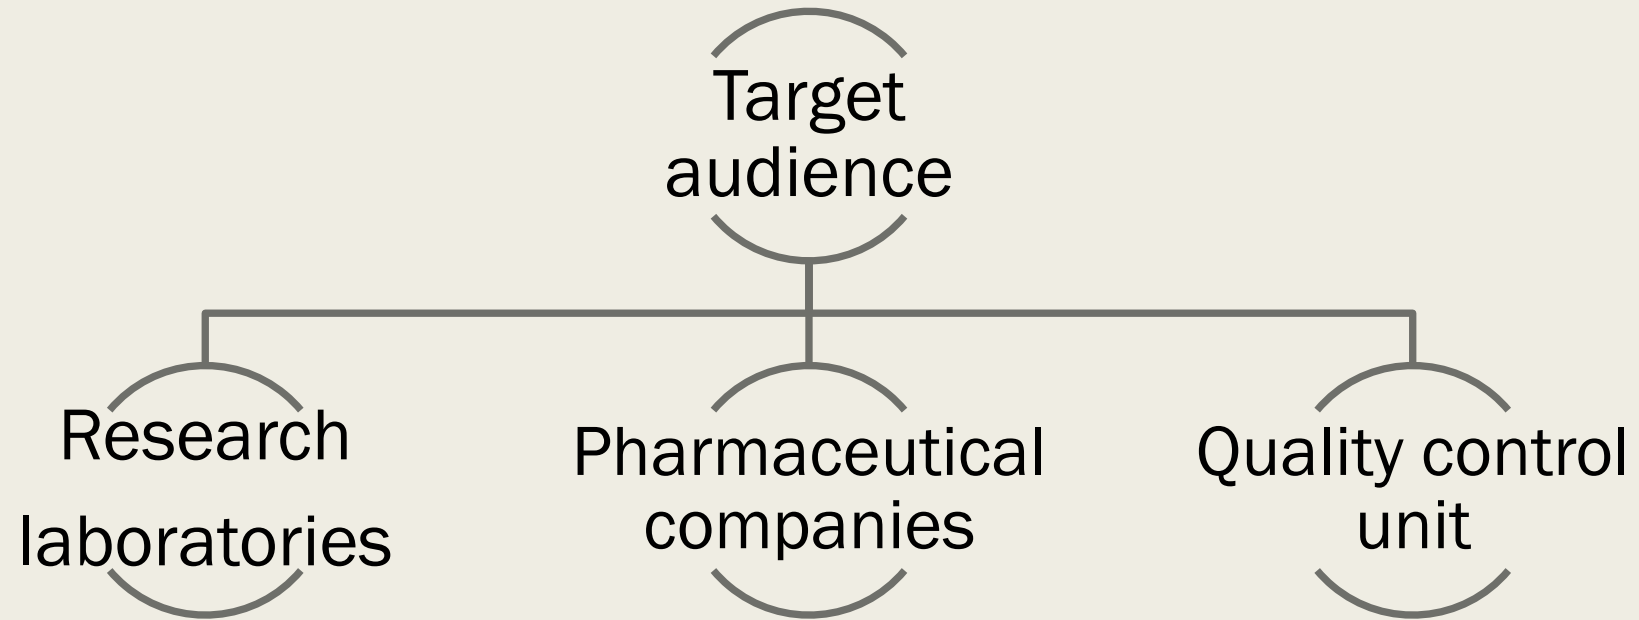 Target
audience
Research
laboratories
Pharmaceutical
companies
Quality control
unit